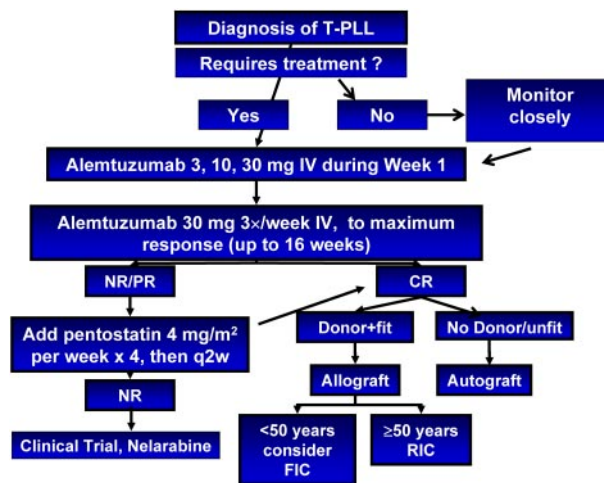 Diagnosis of T-PLL
Requires treatment ?
Yes
No
Monitor
closely
Alemtuzumab 3, 10, 30 mg IV during Week 1
Alemtuzumab 30 mg 3×/week IV, to maximum
response (up to 16 weeks)
NR/PR
CR
Add pentostatin 4 mg/m²
per week x 4, then q2w
Donor+fit
No Donor/unfit
NR
Allograft
Autograft
Clinical Trial, Nelarabine
<50 years
consider
FIC
≥50 years
RIC